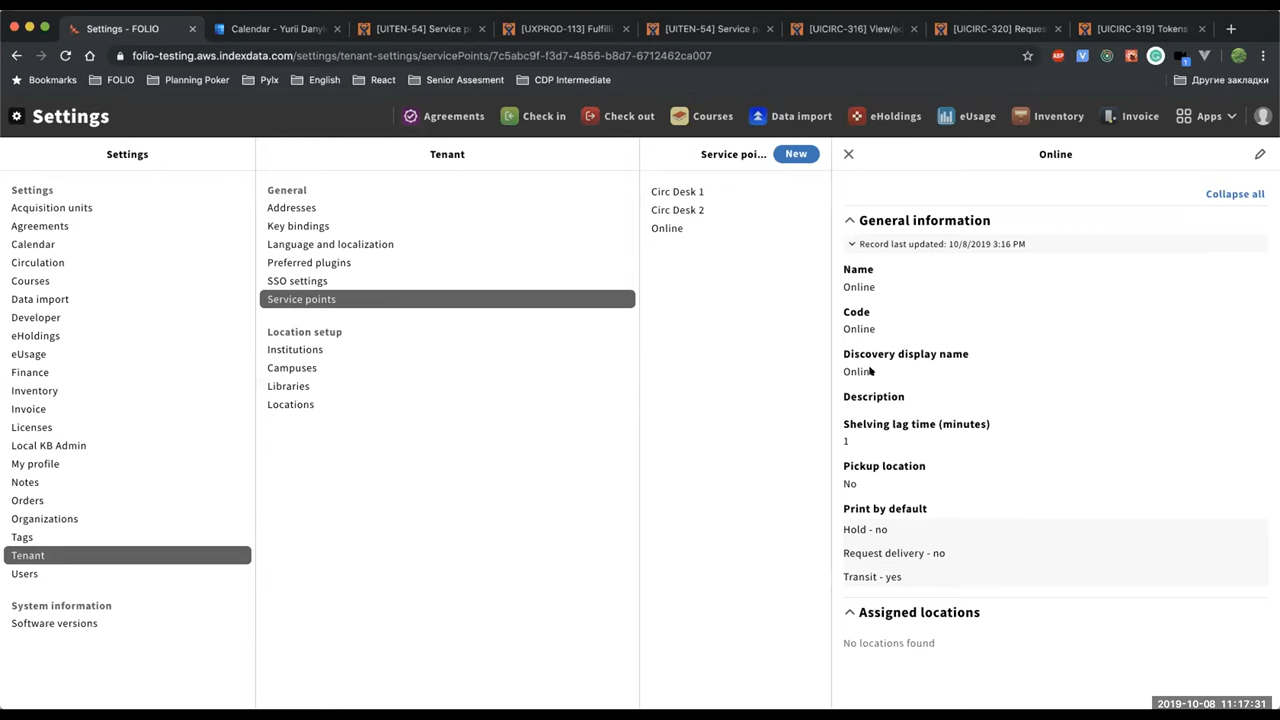 Settings - FOLIO
Calendar - Yurii Danyl
[UITEN-54] Service p
[UXPROD-113] Fulfilli
[UITEN-54] Service p
[UICIRC-316] View/e
[UICIRC-320] Reques
[UICIRC-319] Tokens
folio-testing.aws.indexdata.com/settings/tenant-settings/servicePoints/7c5abc9f-f3d7-4856-b8d7-6712462ca007
Bookmarks
FOLIO
Planning Poker
Pylx
English
React
Senior Assesment
CDP Intermediate
Другие закладки
Settings
Agreements
Check in
Check out
Courses
Data import
eHoldings
eUsage
Inventory
Invoice
Apps
Settings
Settings
Acquisition units
Agreements
Calendar
Circulation
Courses
Data import
Developer
eHoldings
eUsage
Finance
Inventory
Invoice
Licenses
Local KB Admin
My profile
Notes
Orders
Organizations
Tags
Tenant
Users
System information
Software versions
Tenant
General
Addresses
Key bindings
Language and localization
Preferred plugins
SSO settings
Service points
Location setup
Institutions
Campuses
Libraries
Locations
Service poi...
New
Circ Desk 1
Circ Desk 2
Online
Online
Collapse all
General information
Record last updated: 10/8/2019 3:16 PM
Name
Online
Code
Online
Discovery display name
Online
Description
Shelving lag time (minutes)
1
Pickup location
No
Print by default
Hold - no
Request delivery - no
Transit - yes
Assigned locations
No locations found
2019-10-08 11:17:31